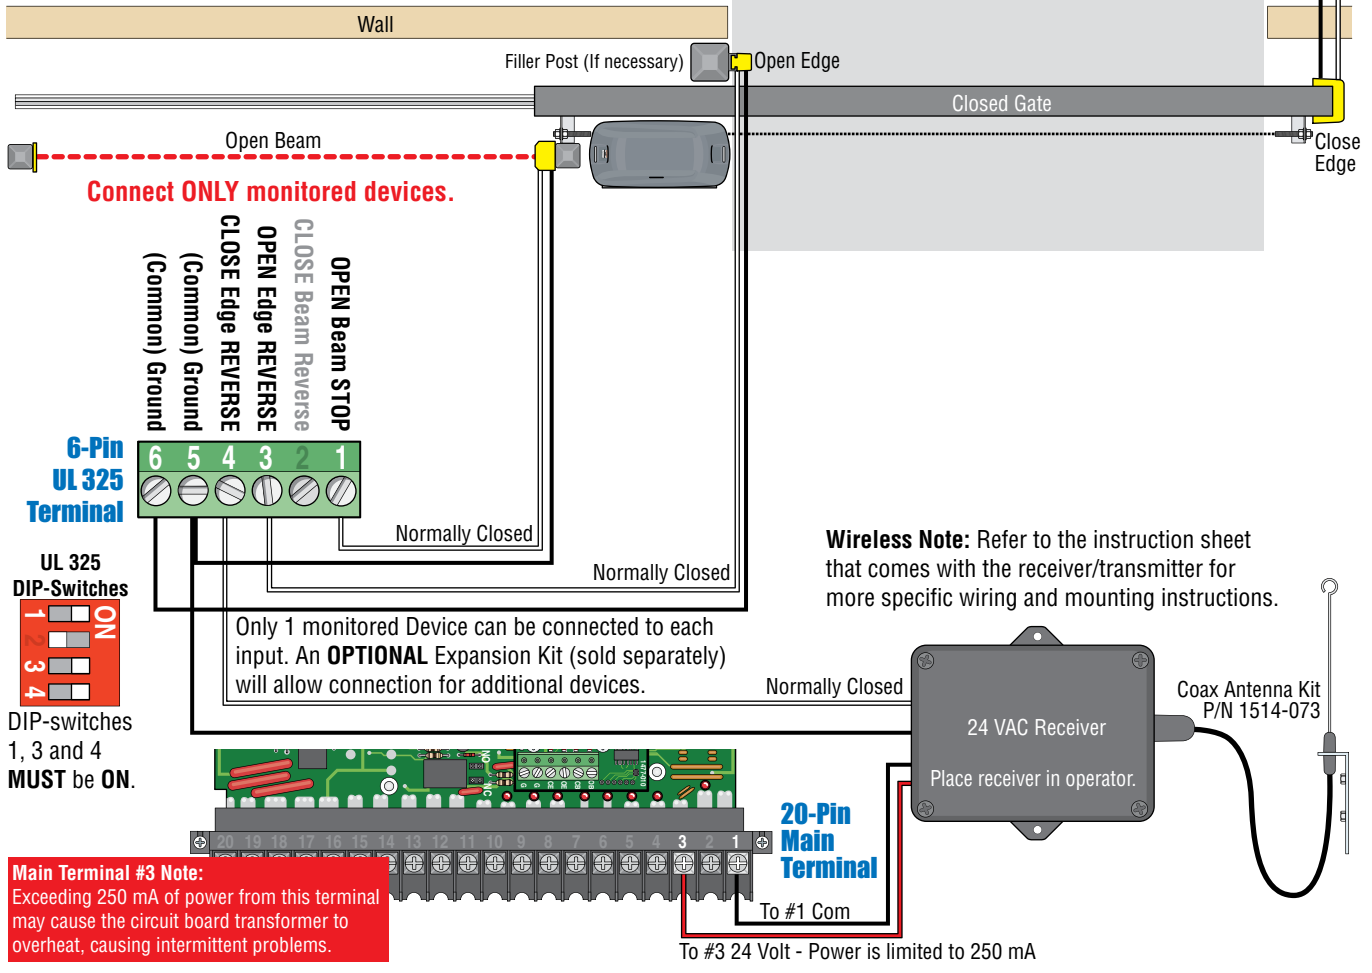 Wall
Filler Post (If necessary)
Open Edge
Closed Gate
Open Beam
Close
Edge
Connect ONLY monitored devices.
(Common) Ground
(Common) Ground
CLOSE Edge REVERSE
OPEN Edge REVERSE
CLOSE Beam Reverse
OPEN Beam STOP
6-Pin
UL 325
Terminal
6 5 4 3 2 1
Normally Closed
Normally Closed
UL 325
DIP-Switches
ON
1
2
3
4
DIP-switches
1, 3 and 4
MUST be ON.
Only 1 monitored Device can be connected to each
input. An OPTIONAL Expansion Kit (sold separately)
will allow connection for additional devices.
Normally Closed
Wireless Note: Refer to the instruction sheet
that comes with the receiver/transmitter for
more specific wiring and mounting instructions.
24 VAC Receiver
Place receiver in operator.
Coax Antenna Kit
P/N 1514-073
NO
NC
G G CE OE CB OB
20 19 18 17 16 15 14 13 12 11 10 9 8 7 6 5 4 3 2 1
20-Pin
Main
Terminal
Main Terminal #3 Note:
Exceeding 250 mA of power from this terminal
may cause the circuit board transformer to
overheat, causing intermittent problems.
To #1 Com
To #3 24 Volt - Power is limited to 250 mA